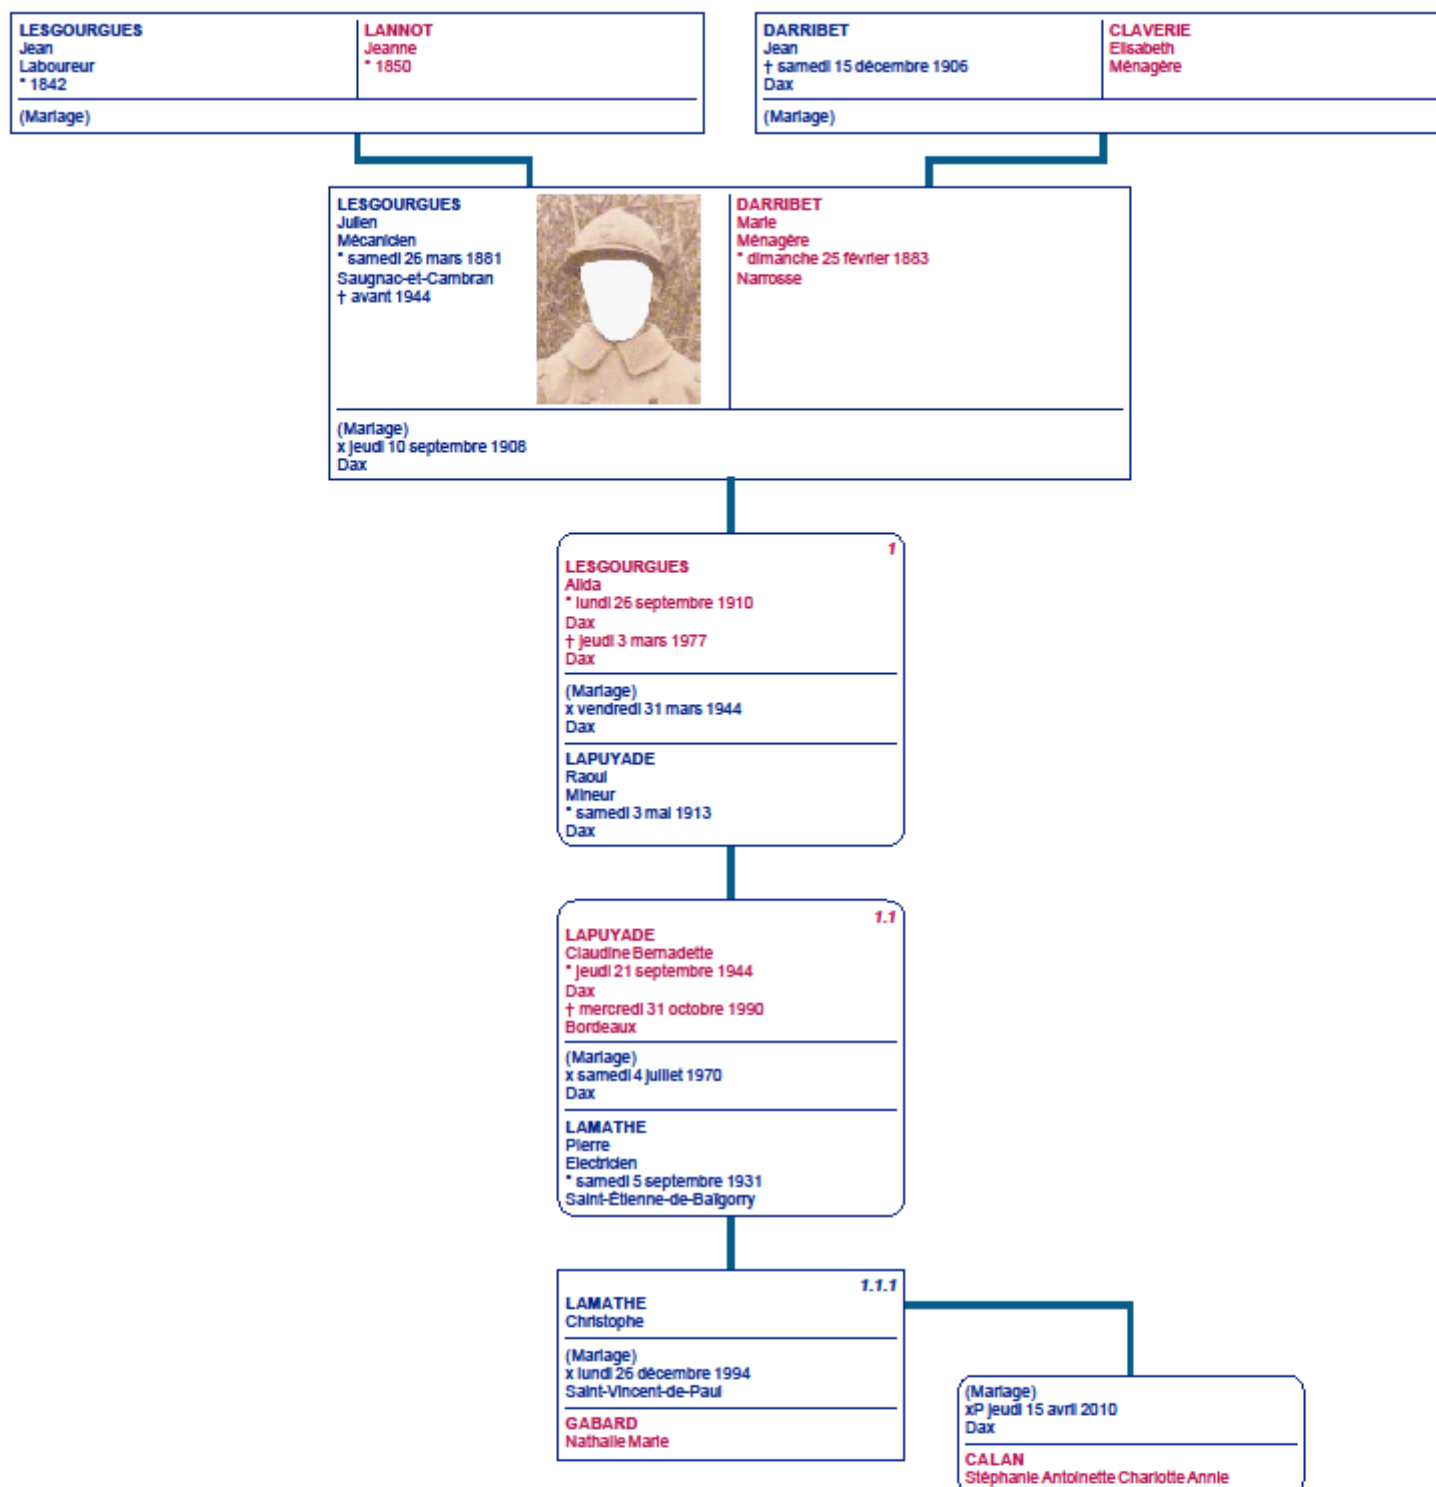 LESGOURGUES
Jean
Laboureur
* 1842
LANNOT
Jeanne
* 1850
(Mariage)
DARRIBET
Jean
† samedi 15 décembre 1906
Dax
CLAVERIE
Elisabeth
Ménagère
(Mariage)
LESGOURGUES
Julien
Mécanicien
* samedi 26 mars 1881
Saugnac-et-Cambran
† avant 1944
DARRIBET
Marie
Ménagère
* dimanche 25 février 1883
Narrosse
(Mariage)
x jeudi 10 septembre 1908
Dax
1
LESGOURGUES
Alida
* lundi 26 septembre 1910
Dax
† jeudi 3 mars 1977
Dax
(Mariage)
x vendredi 31 mars 1944
Dax
LAPUYADE
Raoul
Mineur
* samedi 3 mai 1913
Dax
1.1
LAPUYADE
Claudine Bernadette
* jeudi 21 septembre 1944
Dax
† mercredi 31 octobre 1990
Bordeaux
(Mariage)
x samedi 4 juillet 1970
Dax
LAMATHE
Pierre
Electricien
* samedi 5 septembre 1931
Saint-Étienne-de-Baïgorry
1.1.1
LAMATHE
Christophe
(Mariage)
x lundi 26 décembre 1994
Saint-Vincent-de-Paul
GABARD
Nathalie Marie
(Mariage)
xP jeudi 15 avril 2010
Dax
CALAN
Stéphanie Antoinette Charlotte Annie